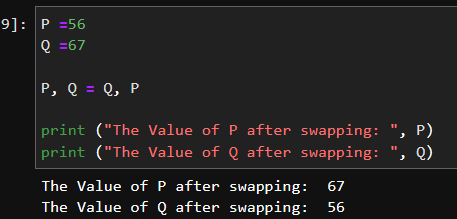 9]: P =56
Q =67
P, Q = Q, P
print ("The Value of P after swapping: ", P)
print ("The Value of Q after swapping: ", Q)
The Value of P after swapping:  67
The Value of Q after swapping:  56